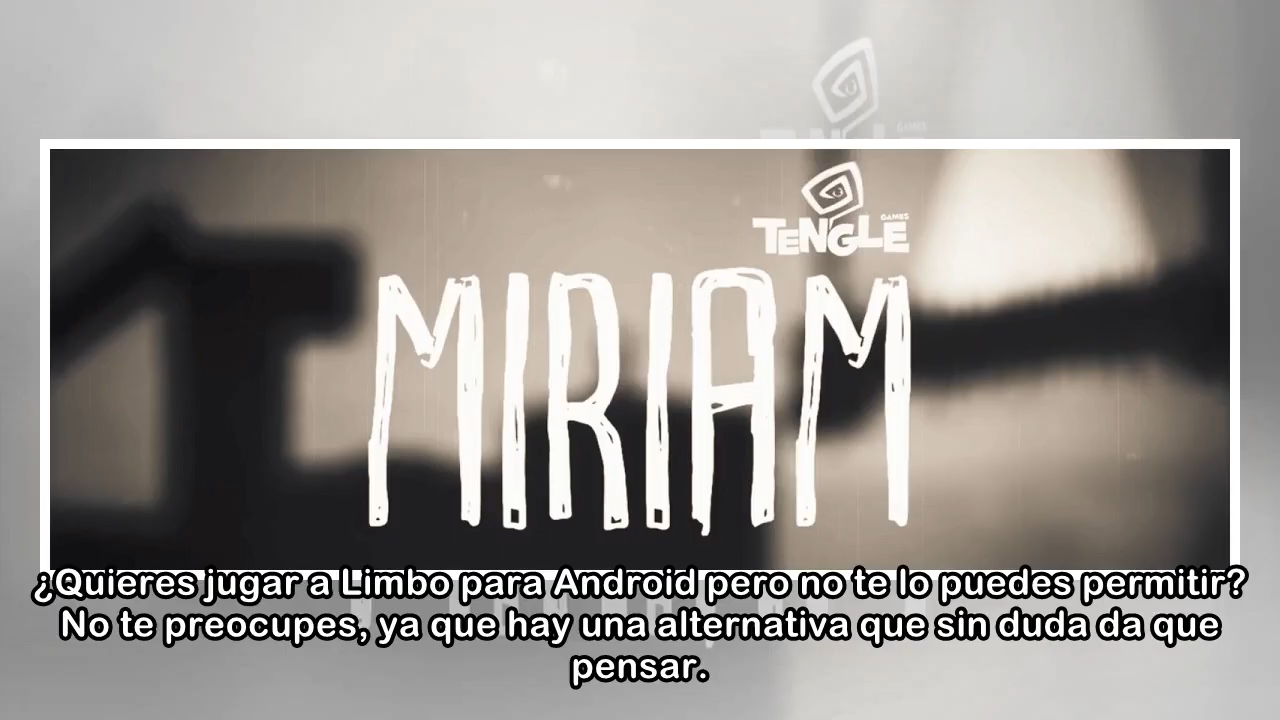 TENGLE
GAMES
MIRIAM
¿Quieres jugar a Limbo para Android pero no te lo puedes permitir?
No te preocupes, ya que hay una alternativa que sin duda da que
pensar.